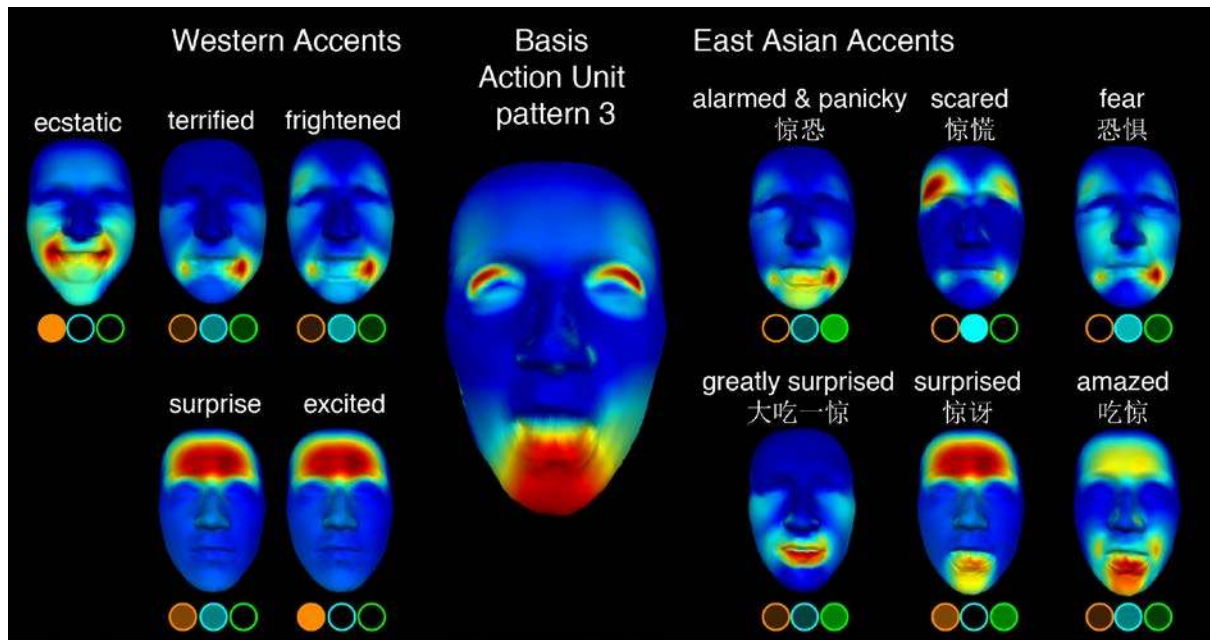 Western Accents
Basis
Action Unit
pattern 3
East Asian Accents
ecstatic
terrified
frightened
alarmed & panicky
惊恐
scared
惊慌
fear
恐惧
surprise
excited
greatly surprised
大吃一惊
surprised
惊讶
amazed
吃惊